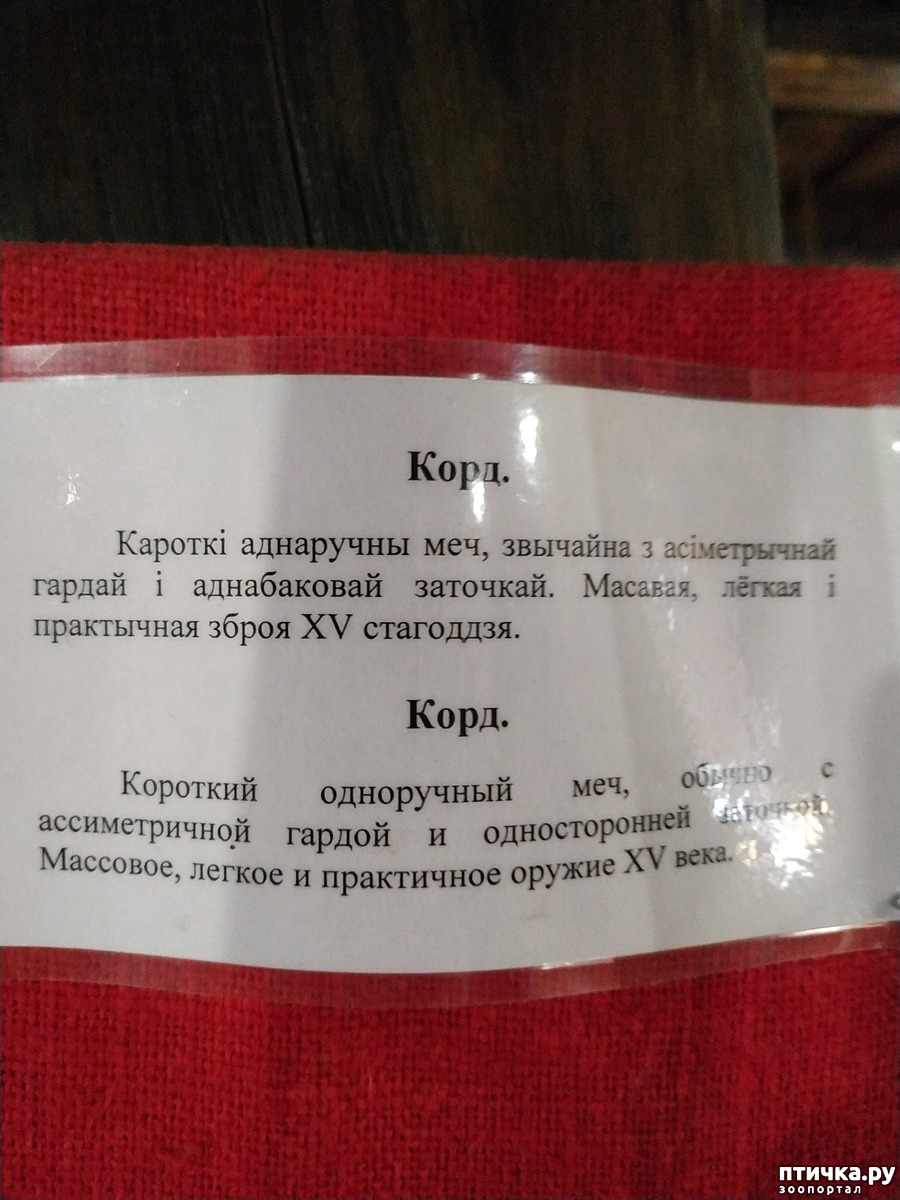 Корд.
Кароткі аднаручны меч, звычайна з асіметрычнай
гардай і аднабаковай заточкай. Масавая, лёгкая і
практычная зброя XV стагоддзя.
Корд.
Короткий одноручный меч, обычно с
ассиметричной гардой и односторонней заточкой.
Массовое, легкое и практичное оружие XV века.
птичка.ру
зоопортал